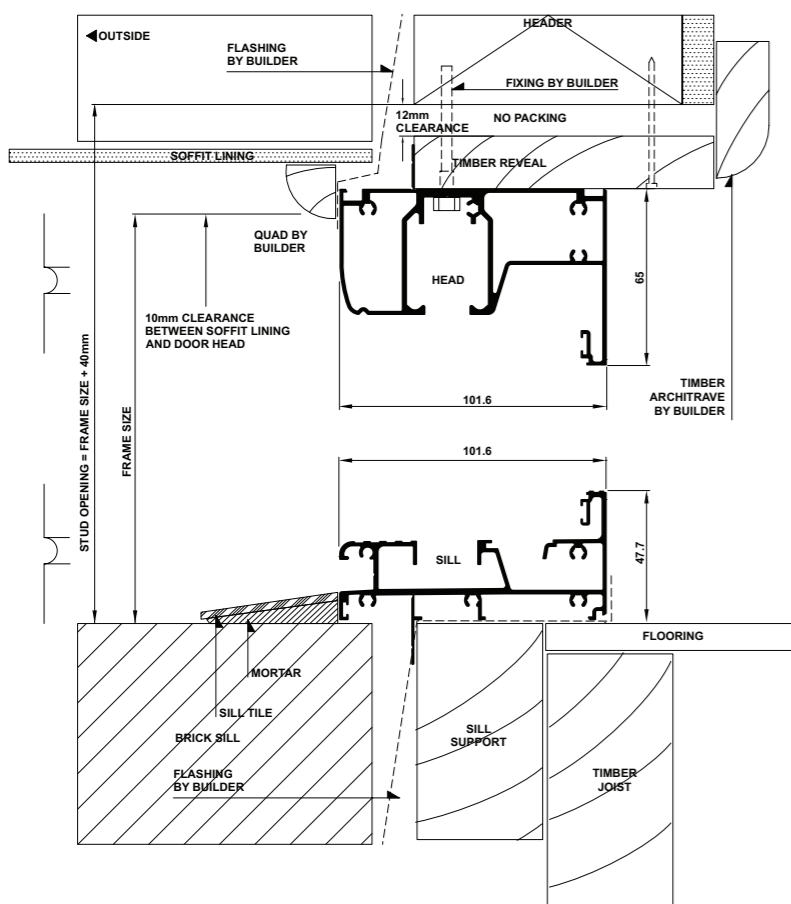 OUTSIDE
FLASHING
BY BUILDER
HEADER
FIXING BY BUILDER
12mm
CLEARANCE
NO PACKING
SOFFIT LINING
TIMBER REVEAL
QUAD BY
BUILDER
HEAD
65
10mm CLEARANCE
BETWEEN SOFFIT LINING
AND DOOR HEAD
TIMBER
ARCHITRAVE
BY BUILDER
101.6
STUD OPENING = FRAME SIZE + 40mm
FRAME SIZE
101.6
SILL
47.7
FLOORING
MORTAR
SILL TILE
BRICK SILL
SILL
SUPPORT
FLASHING
BY BUILDER
TIMBER
JOIST